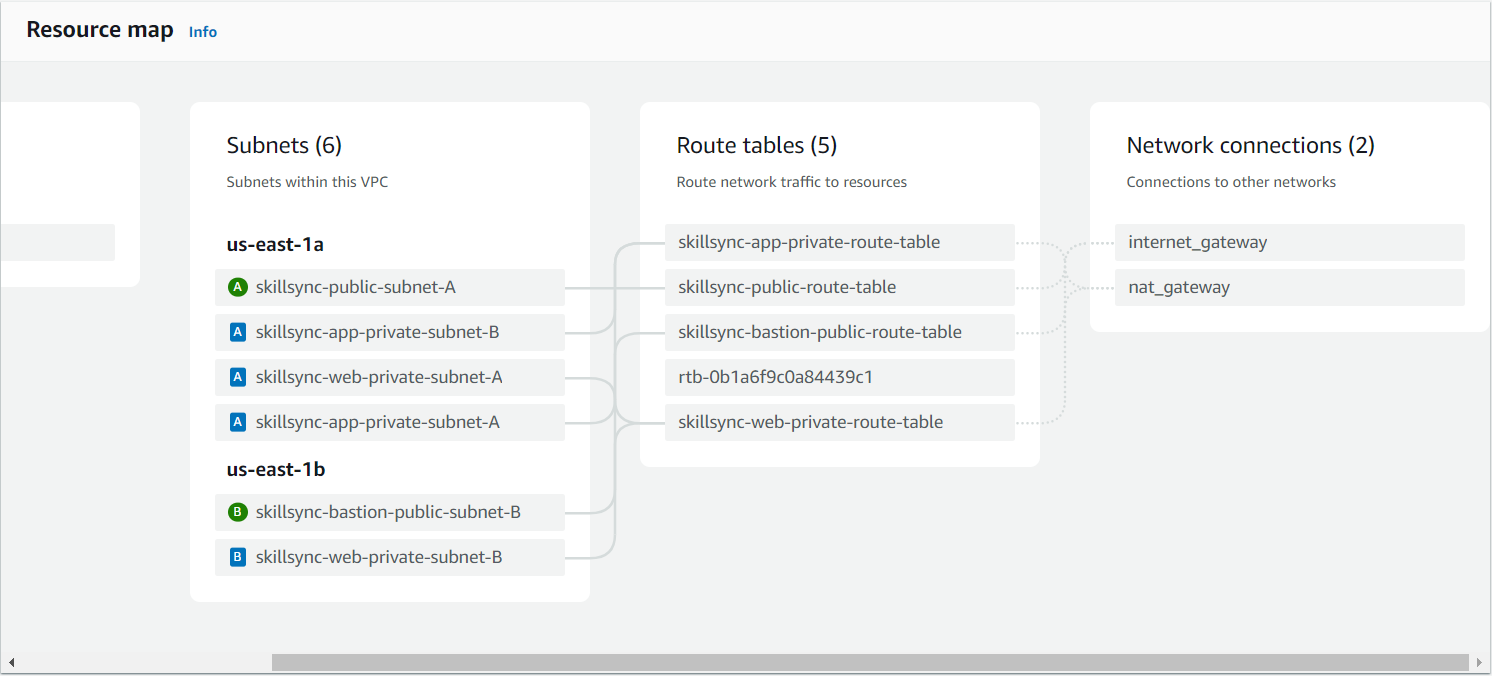 Resource map Info
Subnets (6)
Subnets within this VPC
us-east-1a
A skillsync-public-subnet-A
A skillsync-app-private-subnet-B
A skillsync-web-private-subnet-A
A skillsync-app-private-subnet-A
us-east-1b
B skillsync-bastion-public-subnet-B
B skillsync-web-private-subnet-B
Route tables (5)
Route network traffic to resources
skillsync-app-private-route-table
skillsync-public-route-table
skillsync-bastion-public-route-table
rtb-0b1a6f9c0a84439c1
skillsync-web-private-route-table
Network connections (2)
Connections to other networks
internet_gateway
nat_gateway